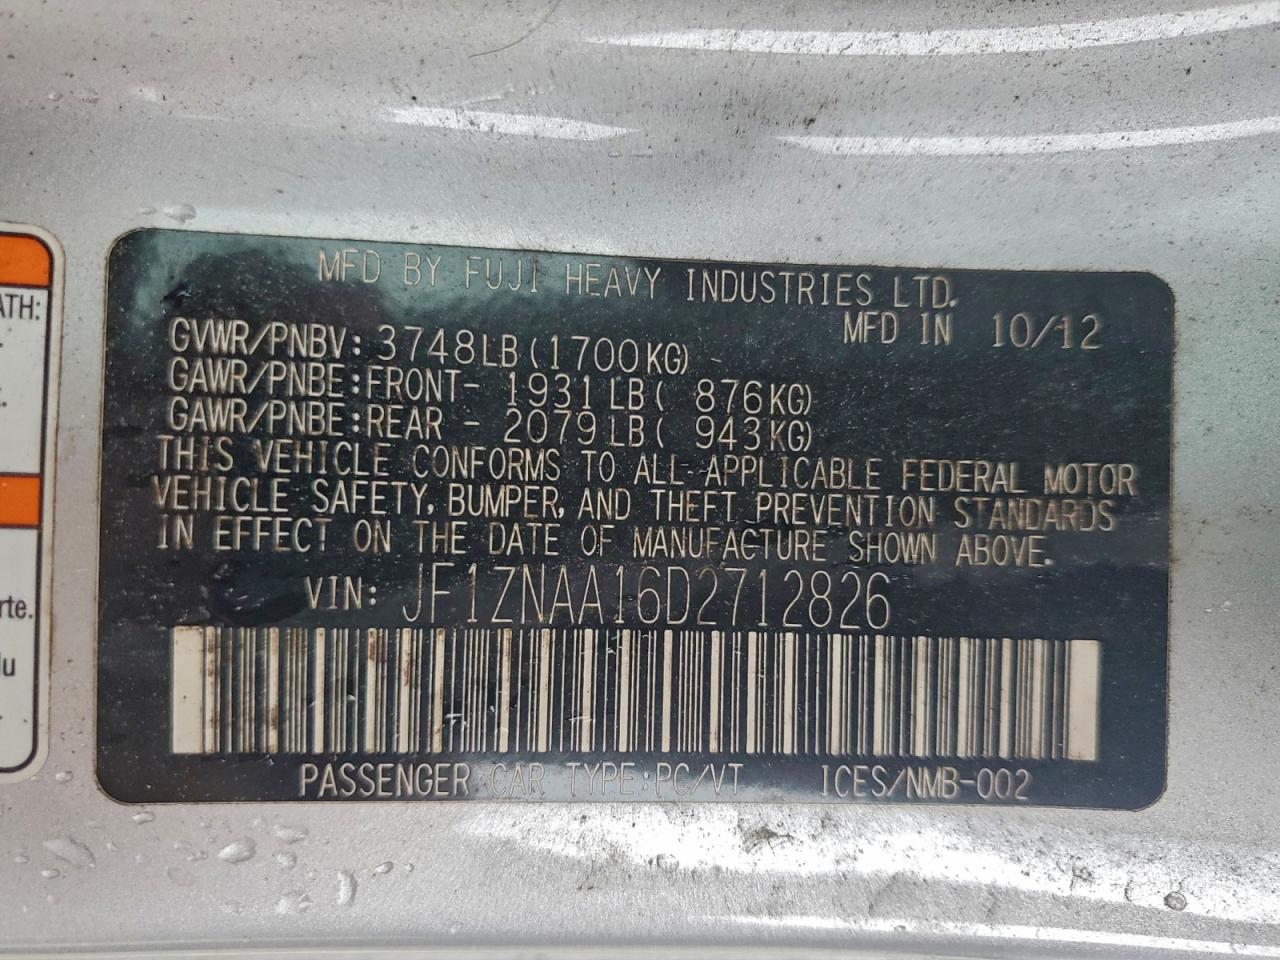 MFD BY FUJI HEAVY INDUSTRIES LTD.
MFD IN 10/12
GVWR/PNBV: 3748LB(1700KG)
GAWR/PNBE:FRONT- 1931LB( 876KG)
GAWR/PNBE:REAR - 2079LB( 943KG)
THIS VEHICLE CONFORMS TO ALL APPLICABLE FEDERAL MOTOR
VEHICLE SAFETY, BUMPER, AND THEFT PREVENTION STANDARDS
IN EFFECT ON THE DATE OF MANUFACTURE SHOWN ABOVE.
VIN: JF1ZNAA16D2712826
PASSENGER CAR TYPE:PC/VT ICES/NMB-002
ATH:
rte.
lu